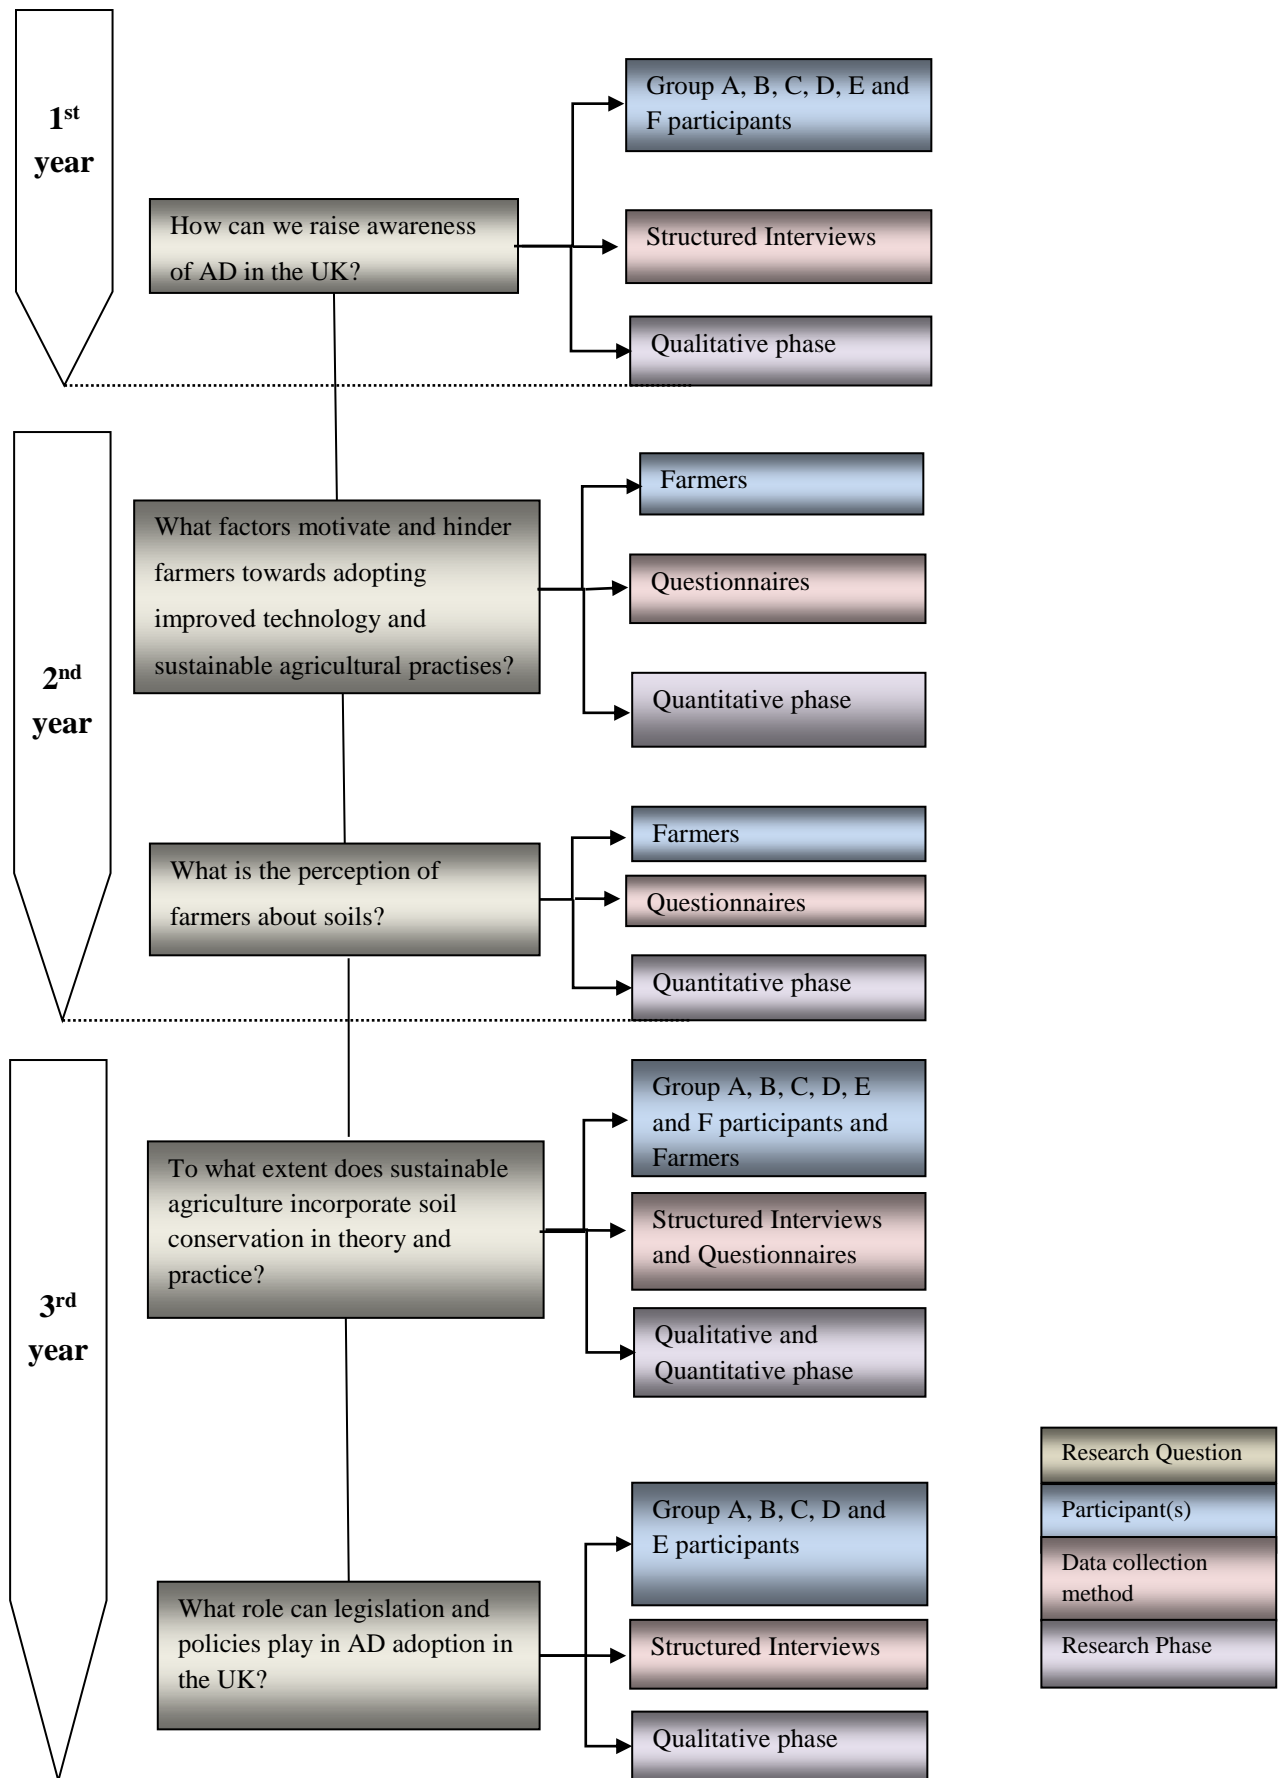 1st
year
Group A, B, C, D, E and
F participants
How can we raise awareness
of AD in the UK?
Structured Interviews
Qualitative phase
2nd
year
Farmers
What factors motivate and hinder
farmers towards adopting
improved technology and
sustainable agricultural practises?
Questionnaires
Quantitative phase
Farmers
What is the perception of
farmers about soils?
Questionnaires
Quantitative phase
3rd
year
Group A, B, C, D, E
and F participants and
Farmers
To what extent does sustainable
agriculture incorporate soil
conservation in theory and
practice?
Structured Interviews
and Questionnaires
Qualitative and
Quantitative phase
Group A, B, C, D and
E participants
What role can legislation and
policies play in AD adoption in
the UK?
Structured Interviews
Qualitative phase
Research Question
Participant(s)
Data collection
method
Research Phase